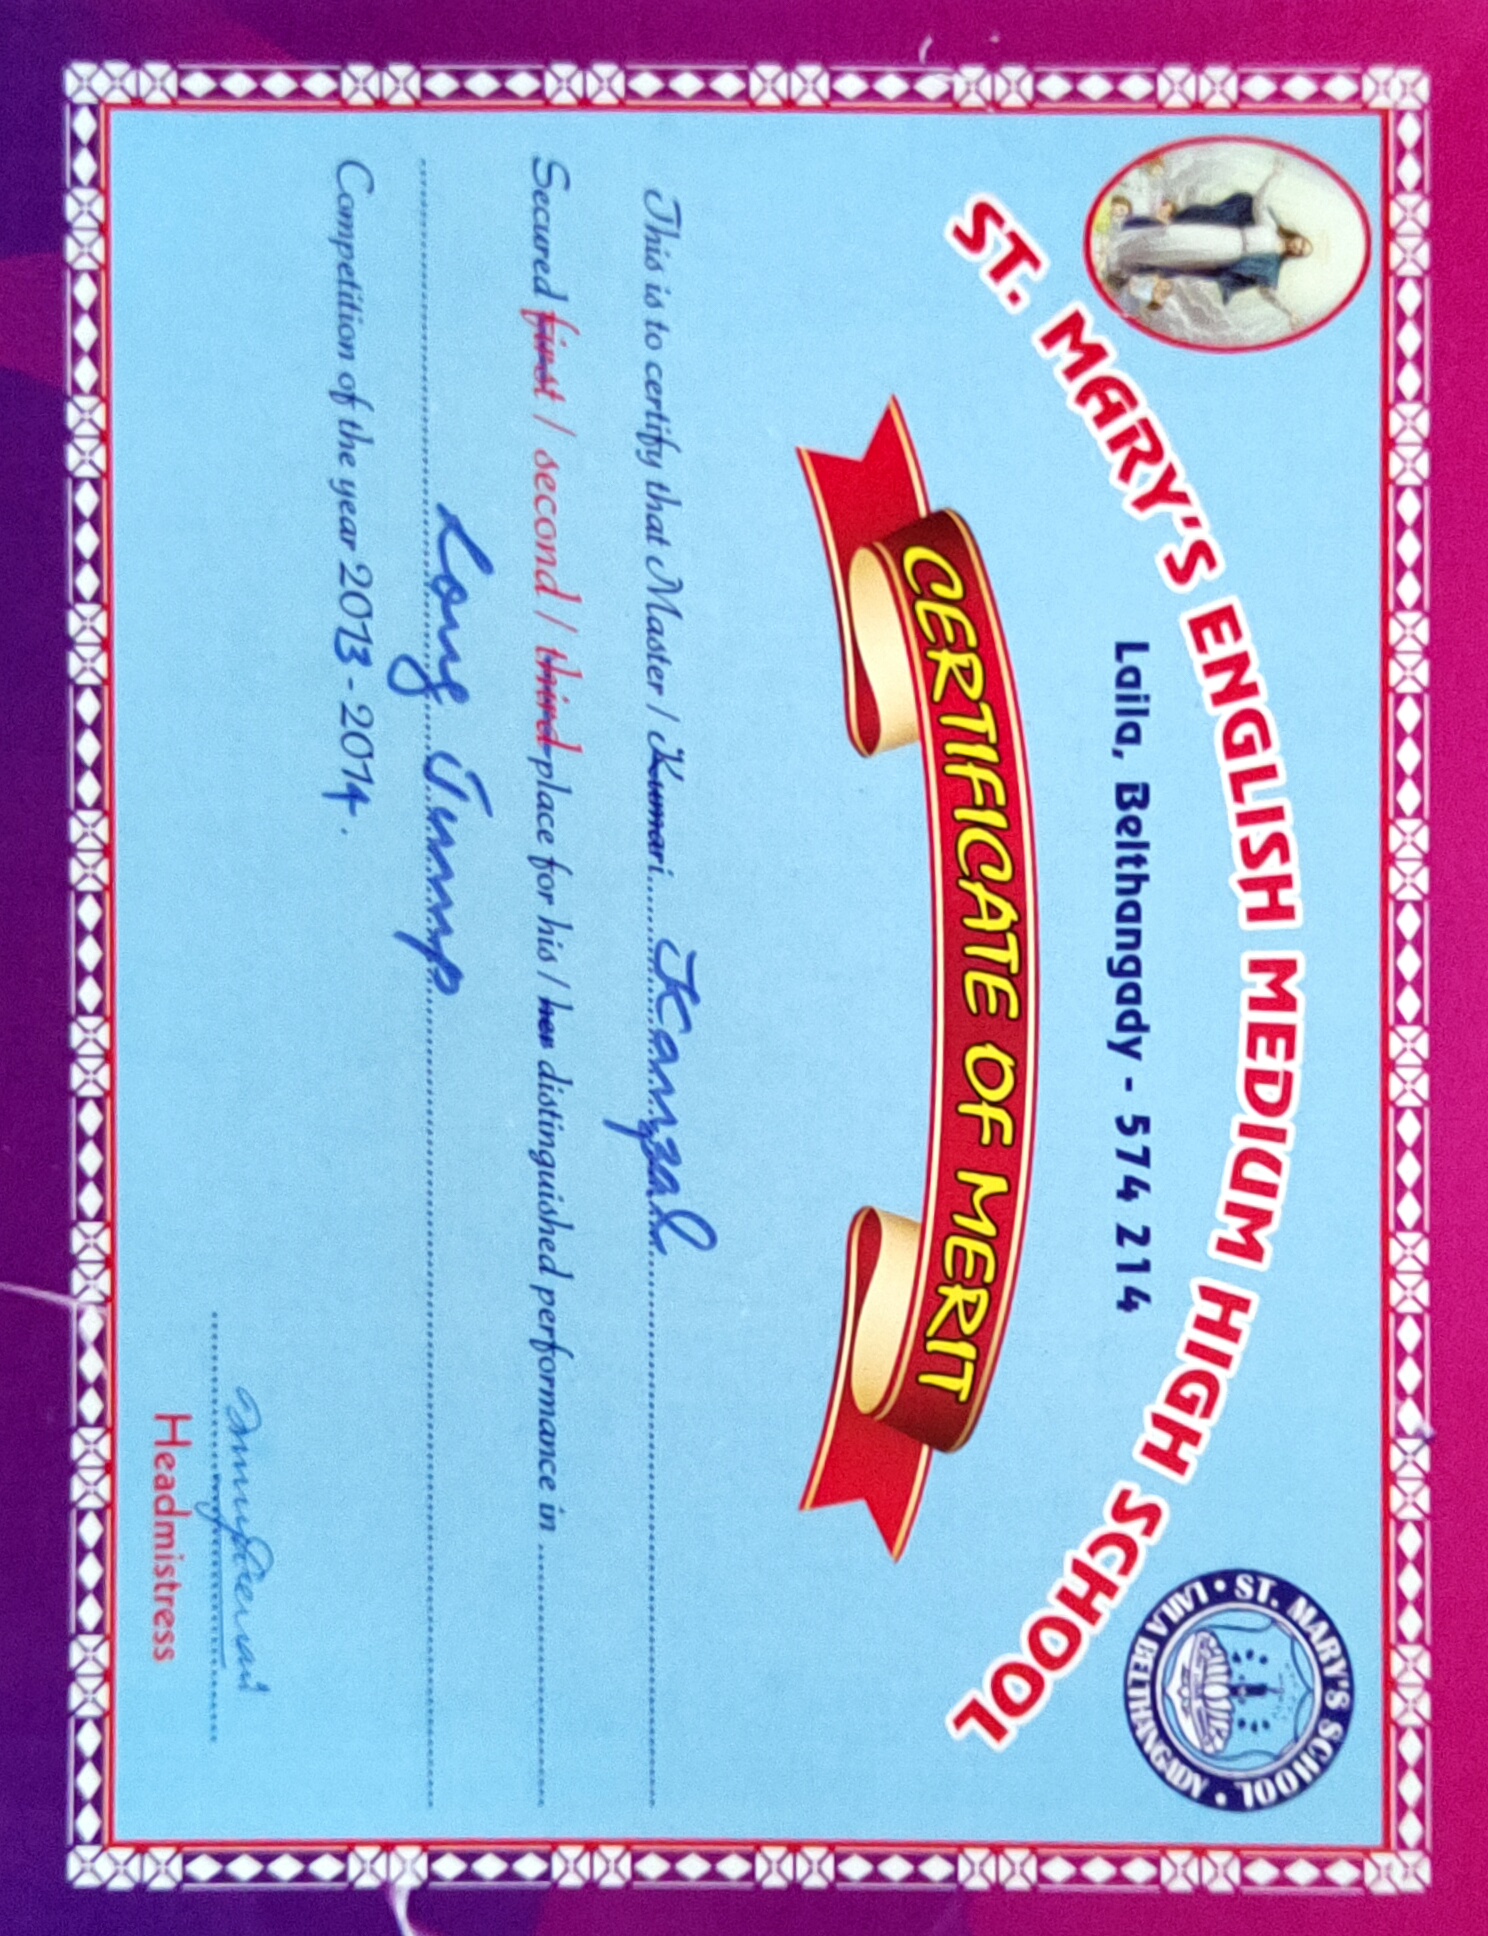 ST. MARY'S ENGLISH MEDIUM HIGH SCHOOL
Laila, Belthangady - 574 214
ST. MARY'S SCHOOL
LAILA BELTHANGADY
CERTIFICATE OF MERIT
This is to certify that Master / Kumari Kanzal
Secured first / second / third place for his / her distinguished performance in
Long Jump
Competition of the year 2013 - 2014.
Headmistress